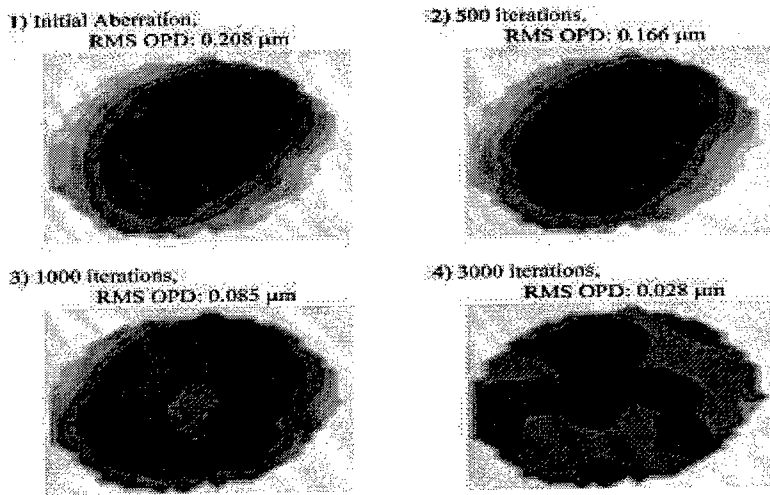 1) Initial Aberration,
RMS OPD: 0.208 µm
2) 500 iterations,
RMS OPD: 0.166 µm
3) 1000 iterations,
RMS OPD: 0.085 µm
4) 3000 iterations,
RMS OPD: 0.028 µm